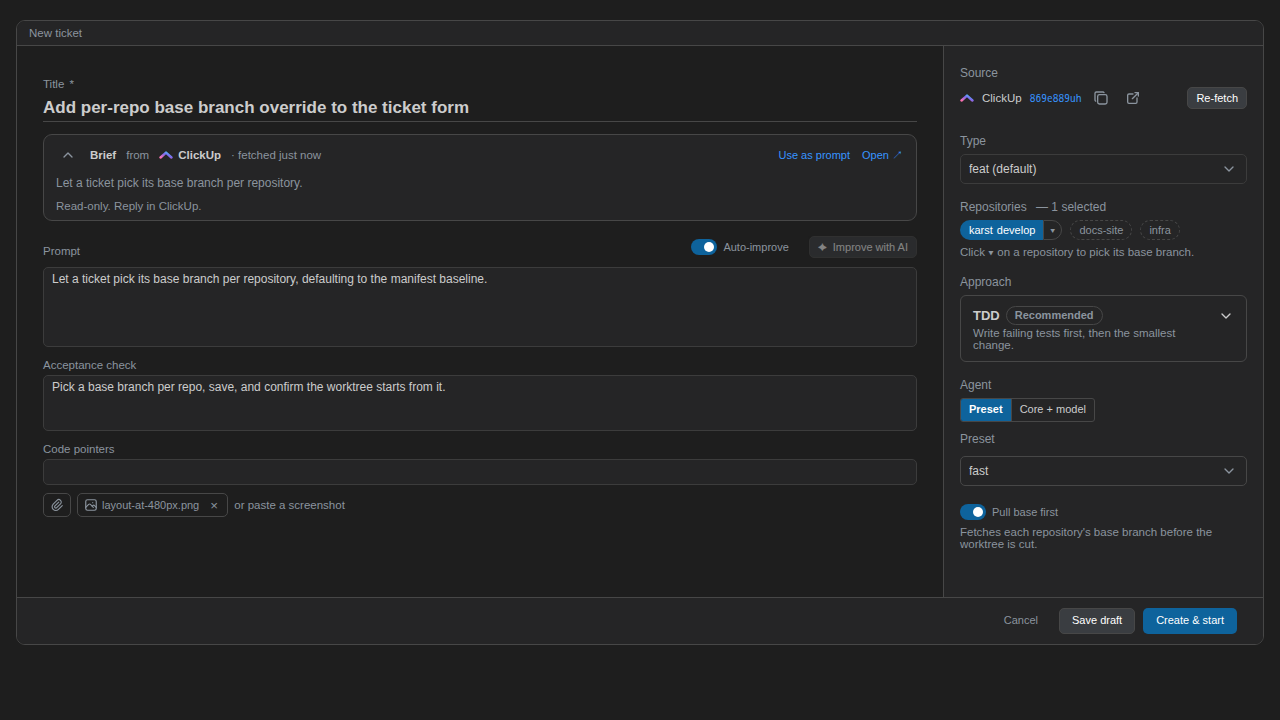 New ticket
Title *
Add per-repo base branch override to the ticket form
Brief from ClickUp · fetched just now
Use as prompt Open ↗
Let a ticket pick its base branch per repository.
Read-only. Reply in ClickUp.
Prompt
Auto-improve Improve with AI
Let a ticket pick its base branch per repository, defaulting to the manifest baseline.
Acceptance check
Pick a base branch per repo, save, and confirm the worktree starts from it.
Code pointers
layout-at-480px.png × or paste a screenshot
Source
ClickUp 869e889uh Re-fetch
Type
feat (default)
Repositories — 1 selected
karst develop ▾ docs-site infra
Click ▾ on a repository to pick its base branch.
Approach
TDD Recommended
Write failing tests first, then the smallest
change.
Agent
Preset Core + model
Preset
fast
Pull base first
Fetches each repository's base branch before the
worktree is cut.
Cancel Save draft Create & start